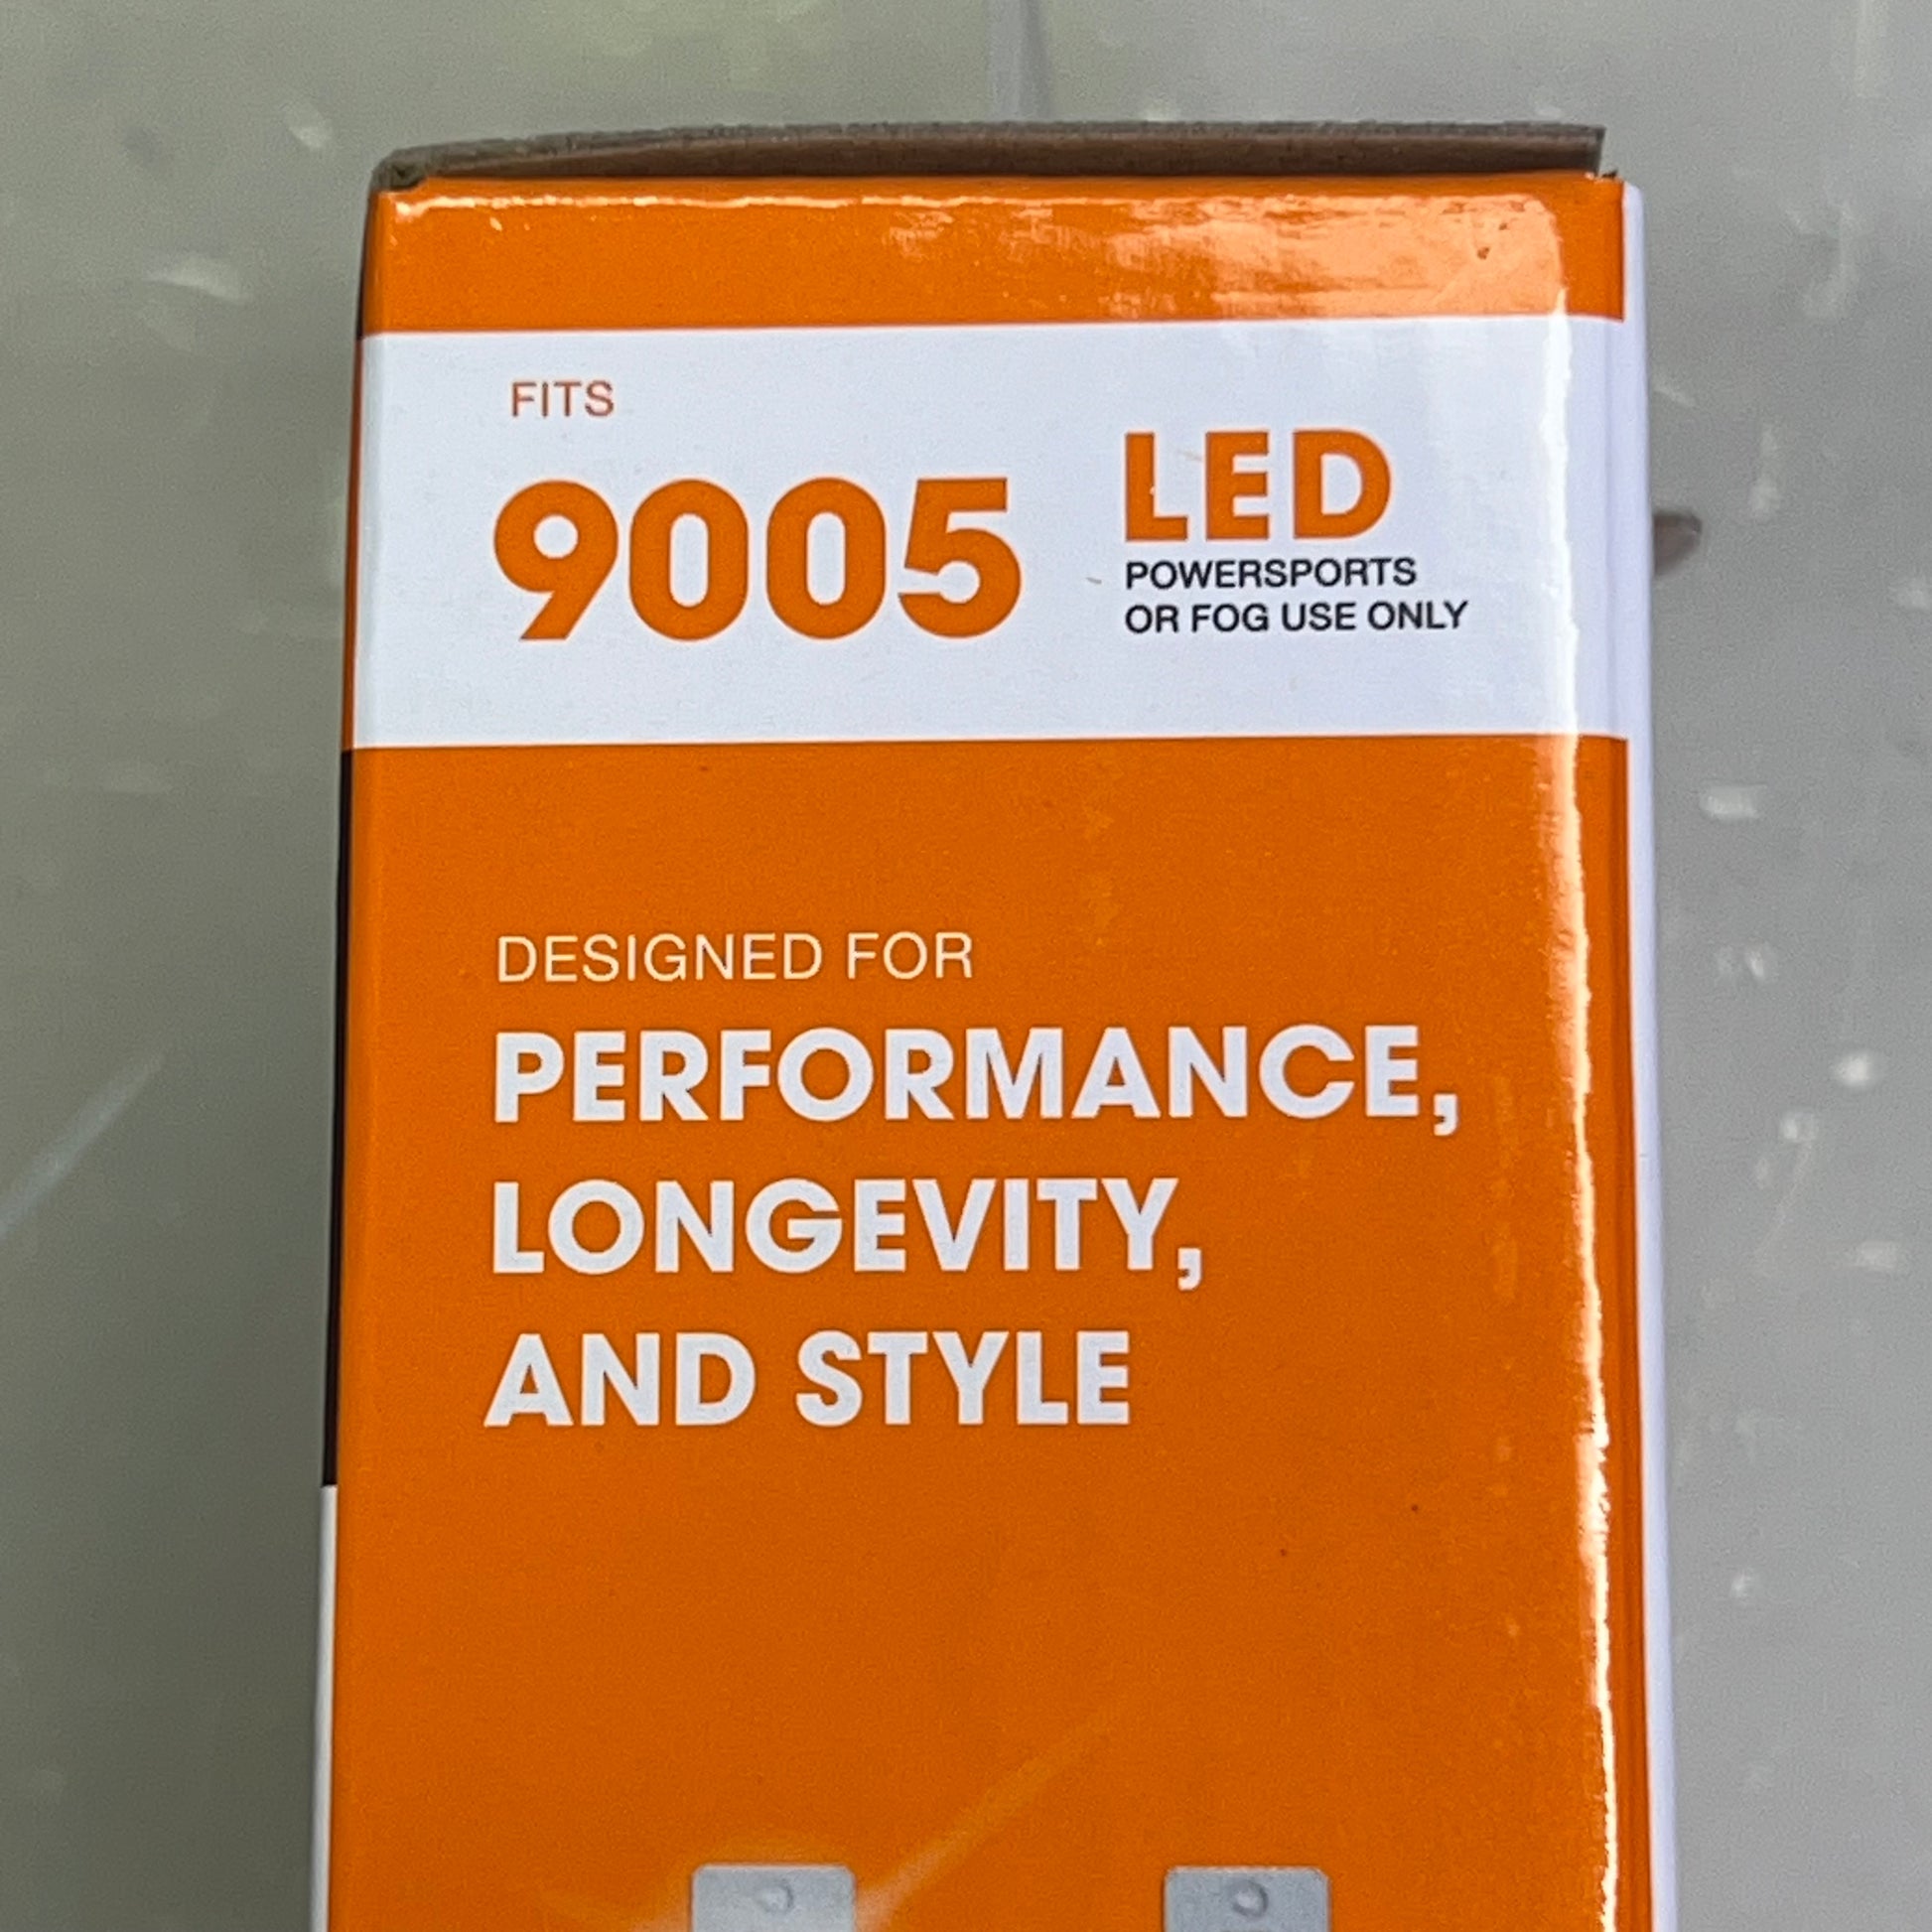 FITS
9005
LED
POWERSPORTS
OR FOG USE ONLY
DESIGNED FOR
PERFORMANCE,
LONGEVITY,
AND STYLE